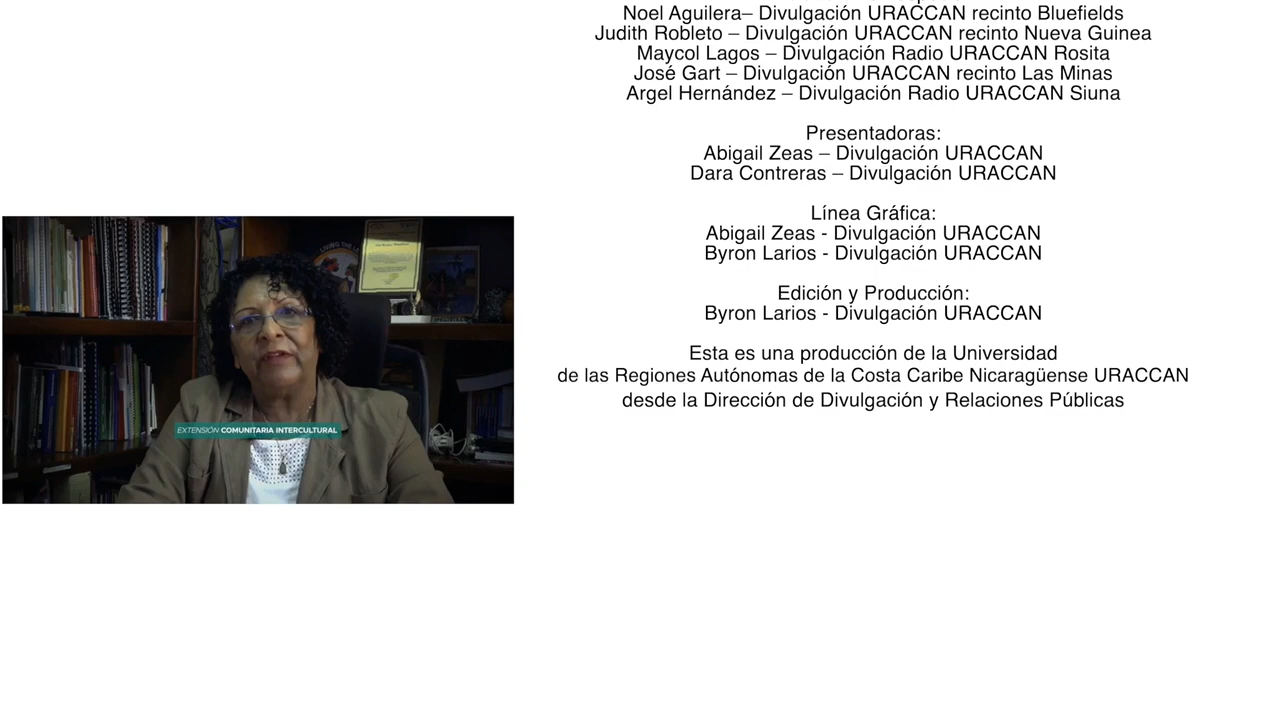 Noel Aguilera– Divulgación URACCAN recinto Bluefields
Judith Robleto – Divulgación URACCAN recinto Nueva Guinea
Maycol Lagos – Divulgación Radio URACCAN Rosita
José Gart – Divulgación URACCAN recinto Las Minas
Argel Hernández – Divulgación Radio URACCAN Siuna
Presentadoras:
Abigail Zeas – Divulgación URACCAN
Dara Contreras – Divulgación URACCAN
Línea Gráfica:
Abigail Zeas - Divulgación URACCAN
Byron Larios - Divulgación URACCAN
Edición y Producción:
Byron Larios - Divulgación URACCAN
Esta es una producción de la Universidad
de las Regiones Autónomas de la Costa Caribe Nicaragüense URACCAN
desde la Dirección de Divulgación y Relaciones Públicas
LIVING THE
EXTENSIÓN COMUNITARIA INTERCULTURAL